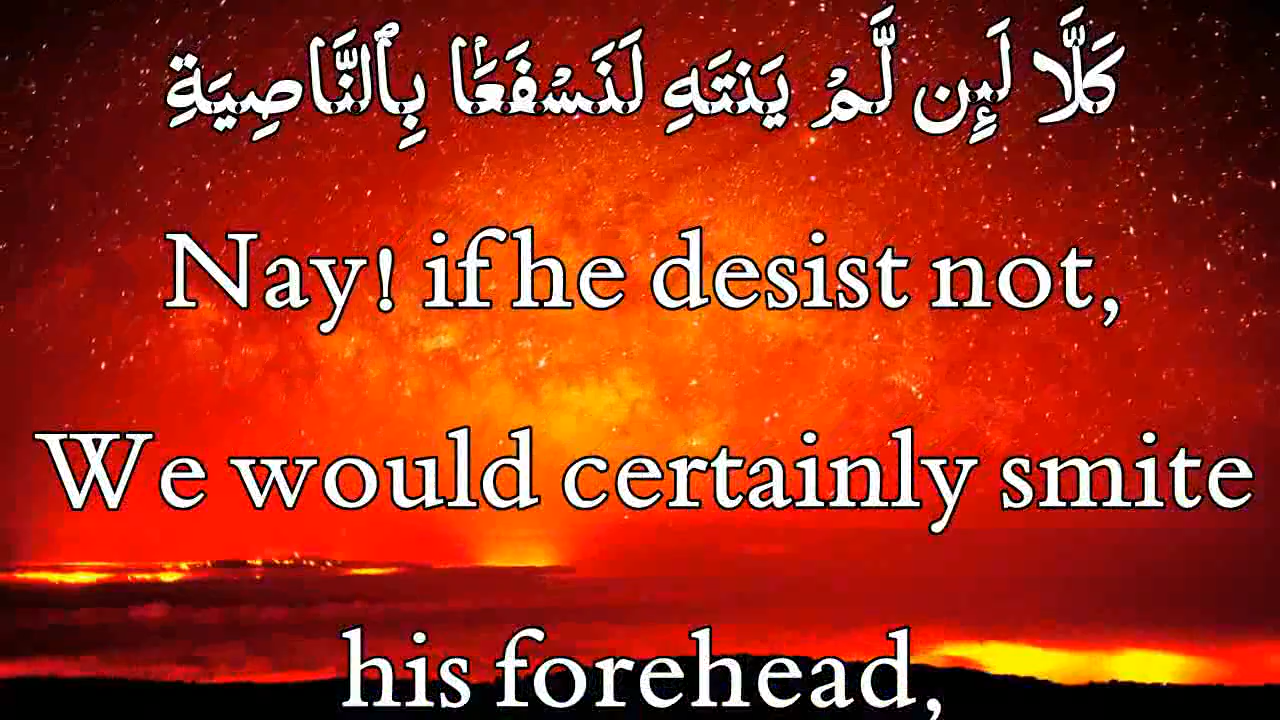 كَلَّا لَئِن لَّمْ يَنتَهِ لَنَسْفَعًۢا بِٱلنَّاصِيَةِ
Nay! if he desist not,
We would certainly smite
his forehead,